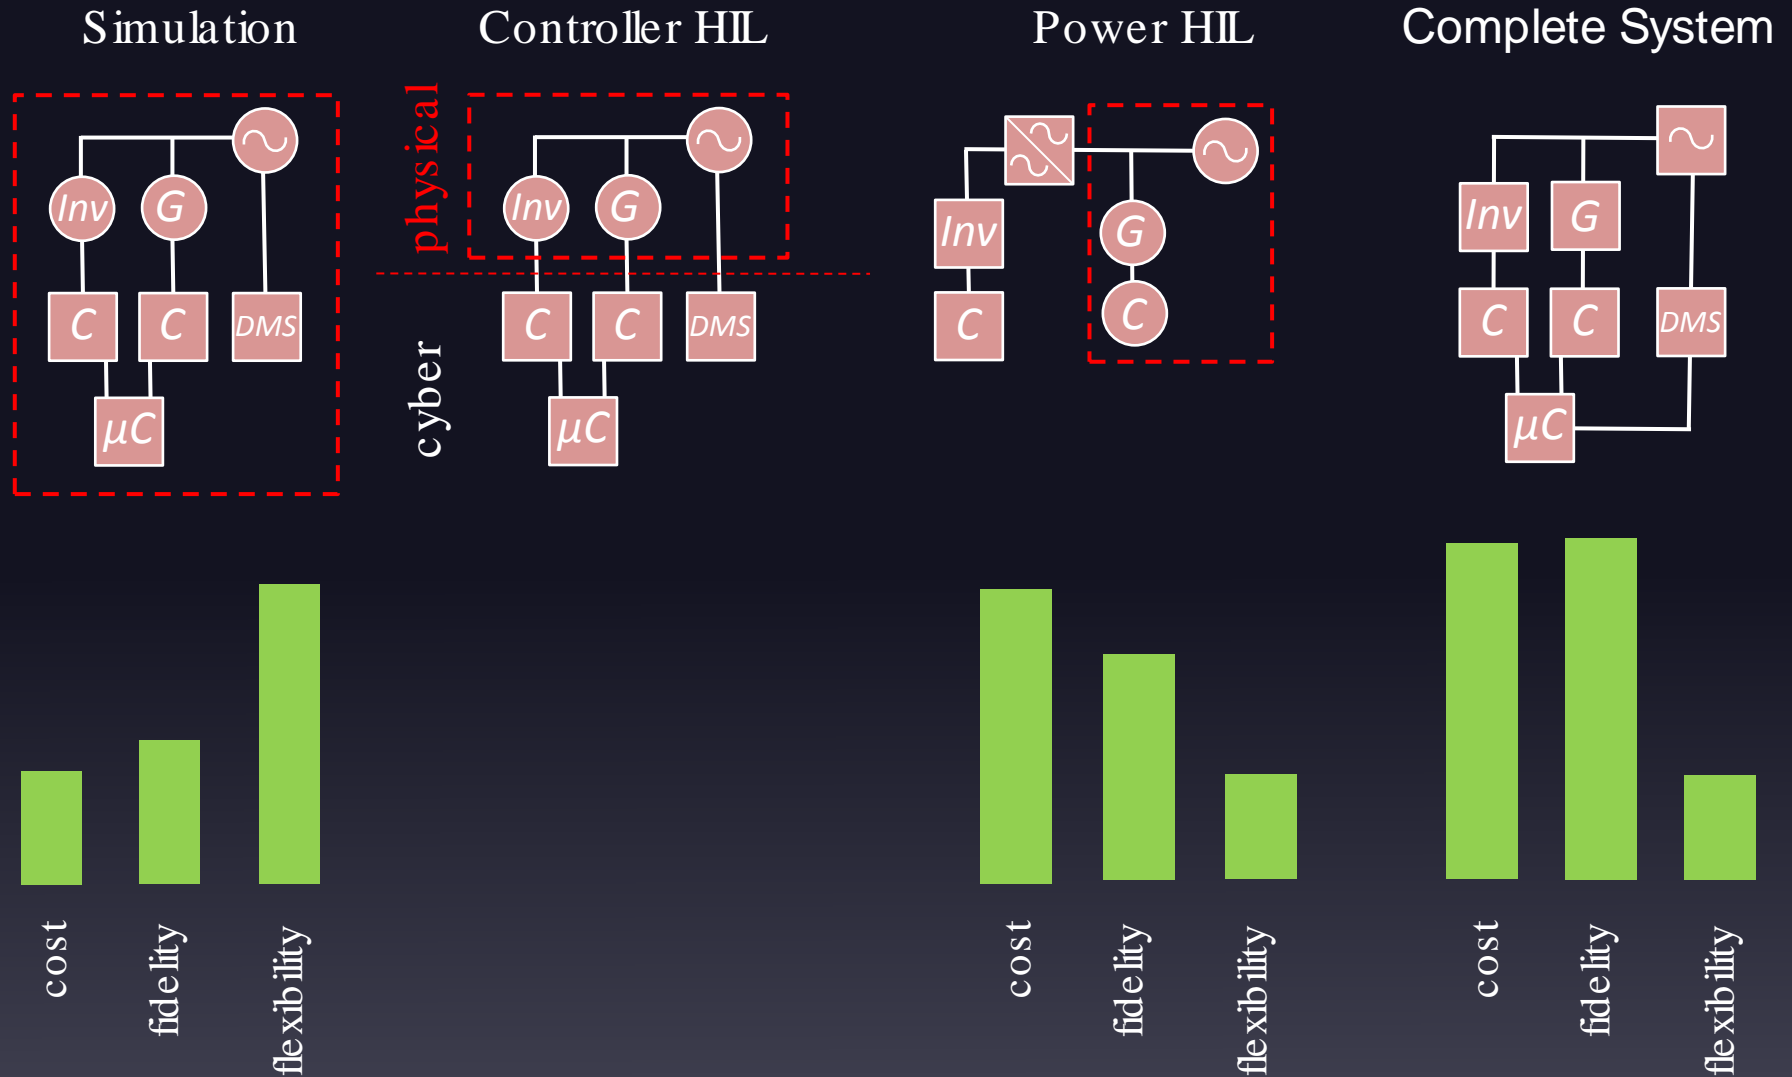 Simulation
Controller HIL
Power HIL
Complete System
Inv
G
C
C
DMS
µC
physical
cyber
Inv
G
C
C
DMS
µC
Inv
C
G
C
Inv
G
C
C
DMS
µC
cost
fidelity
flexibility
cost
fidelity
flexibility
cost
fidelity
flexibility